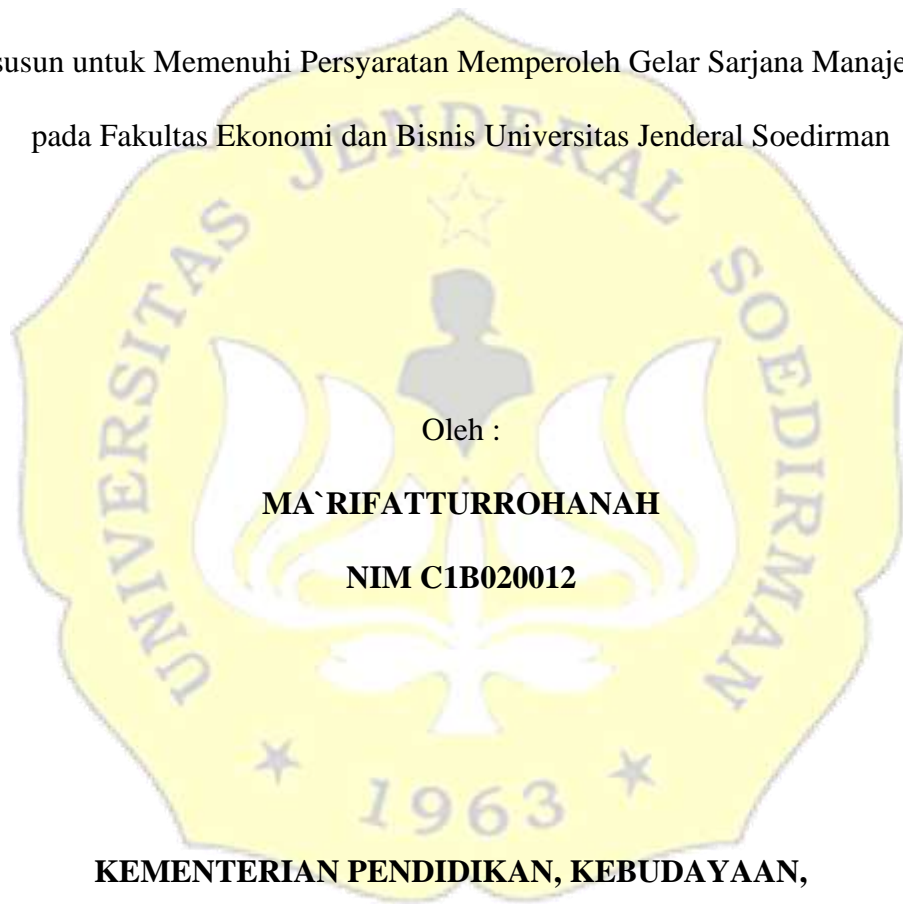 susun untuk Memenuhi Persyaratan Memperoleh Gelar Sarjana Manaje
pada Fakultas Ekonomi dan Bisnis Universitas Jenderal Soedirman
UNIVERSITAS JENDERAL SOEDIRMAN
Oleh :
MA`RIFATTURROHANAH
NIM C1B020012
1963
KEMENTERIAN PENDIDIKAN, KEBUDAYAAN,